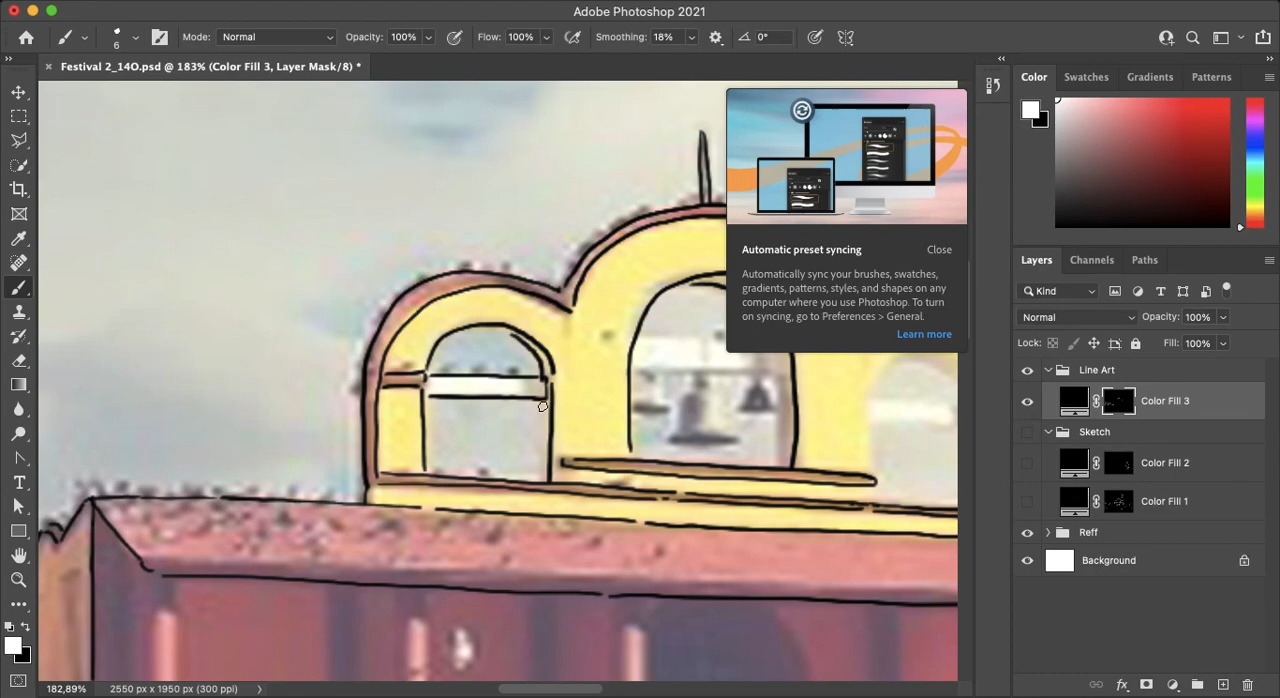 Adobe Photoshop 2021
6
Mode: Normal
Opacity: 100%
Flow: 100%
Smoothing: 18%
0°
Festival 2_14O.psd @ 183% (Color Fill 3, Layer Mask/8) *
Color Swatches Gradients Patterns
Automatic preset syncing
Close
Automatically sync your brushes, swatches,
gradients, patterns, styles, and shapes on any
computer where you use Photoshop. To turn
on syncing, go to Preferences > General.
Learn more
Layers Channels Paths
Kind
Normal
Opacity: 100%
Lock:
Fill: 100%
Line Art
Color Fill 3
Sketch
Color Fill 2
Color Fill 1
Reff
Background
182,89%
2550 px x 1950 px (300 ppi)
fx